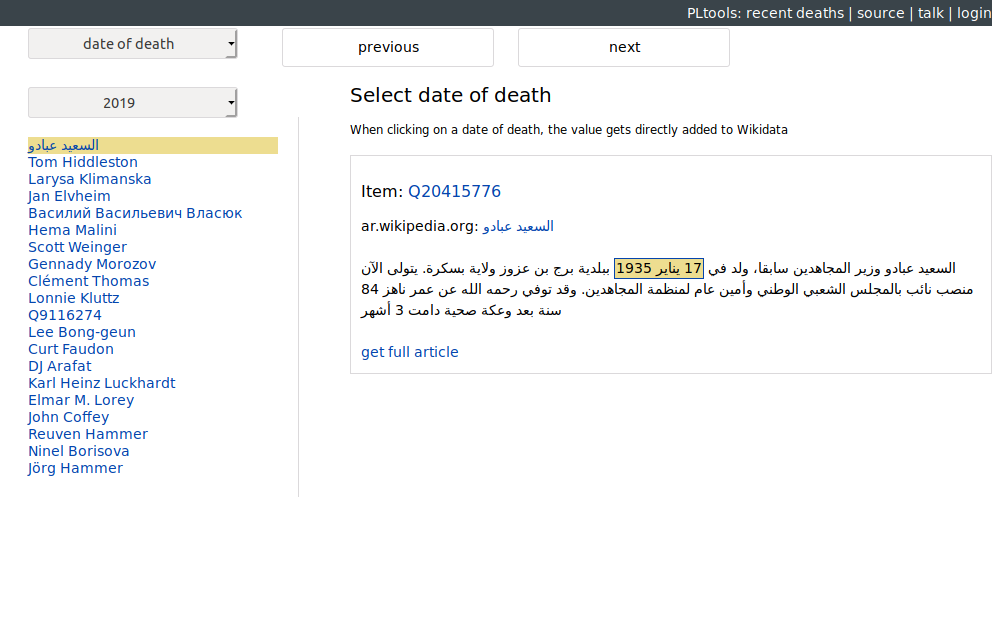 PLtools: recent deaths | source | talk | login
date of death
previous
next
2019
السعيد عبادو
Tom Hiddleston
Larysa Klimanska
Jan Elvheim
Василий Васильевич Власюк
Hema Malini
Scott Weinger
Gennady Morozov
Clément Thomas
Lonnie Kluttz
Q9116274
Lee Bong-geun
Curt Faudon
DJ Arafat
Karl Heinz Luckhardt
Elmar M. Lorey
John Coffey
Reuven Hammer
Ninel Borisova
Jörg Hammer
Select date of death
When clicking on a date of death, the value gets directly added to Wikidata
Item: Q20415776
ar.wikipedia.org: السعيد عبادو
السعيد عبادو وزير المجاهدين سابقا، ولد في 17 يناير 1935 ببلدية برج بن عزوز ولاية بسكرة. يتولى الآن
منصب نائب بالمجلس الشعبي الوطني وأمين عام لمنظمة المجاهدين. وقد توفي رحمه الله عن عمر ناهز 84
سنة بعد وعكة صحية دامت 3 أشهر
get full article